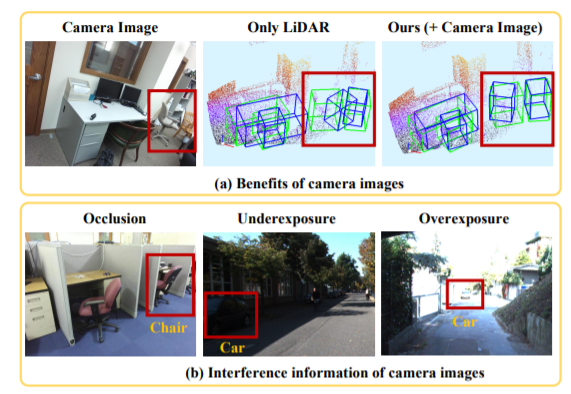 Camera Image
Only LiDAR
Ours (+ Camera Image)
(a) Benefits of camera images
Occlusion
Underexposure
Overexposure
Chair
Car
Car
(b) Interference information of camera images